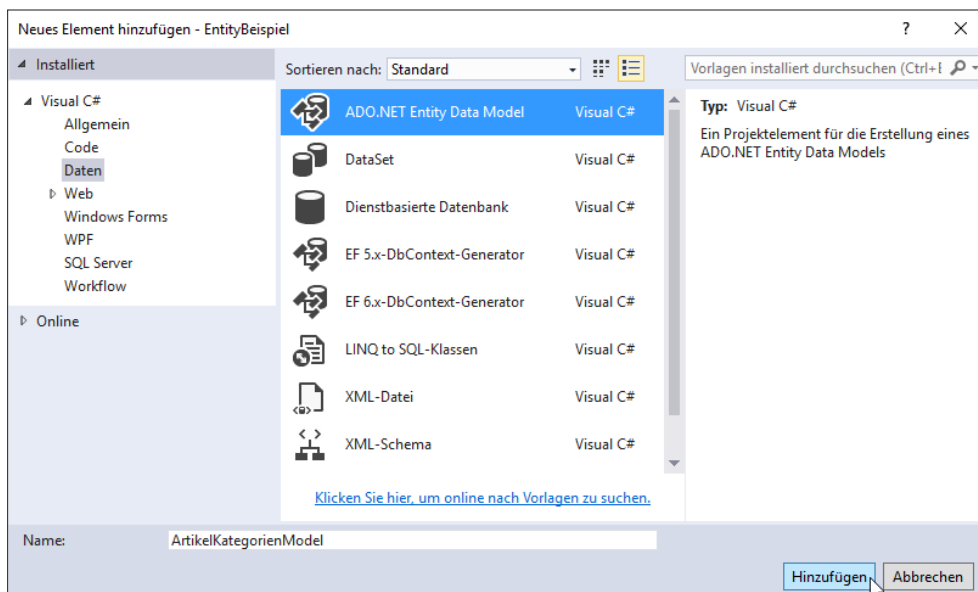 Neues Element hinzufügen - EntityBeispiel
?
Installiert
Sortieren nach: Standard
Vorlagen installiert durchsuchen (Ctrl+E
Visual C#
Allgemein
Code
Daten
Web
Windows Forms
WPF
SQL Server
Workflow
Online
ADO.NET Entity Data Model Visual C#
DataSet Visual C#
Dienstbasierte Datenbank Visual C#
EF 5.x-DbContext-Generator Visual C#
EF 6.x-DbContext-Generator Visual C#
LINQ to SQL-Klassen Visual C#
XML-Datei Visual C#
XML-Schema Visual C#
Klicken Sie hier, um online nach Vorlagen zu suchen.
Typ: Visual C#
Ein Projektelement für die Erstellung eines
ADO.NET Entity Data Models
Name: ArtikelKategorienModel
Hinzufügen Abbrechen